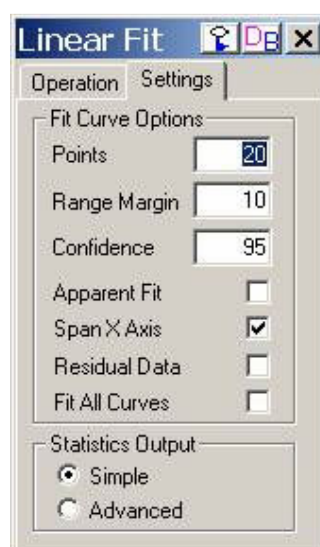 Linear Fit DB
Operation Settings
Fit Curve Options
Points 20
Range Margin 10
Confidence 95
Apparent Fit
Span X Axis
Residual Data
Fit All Curves
Statistics Output
Simple
Advanced